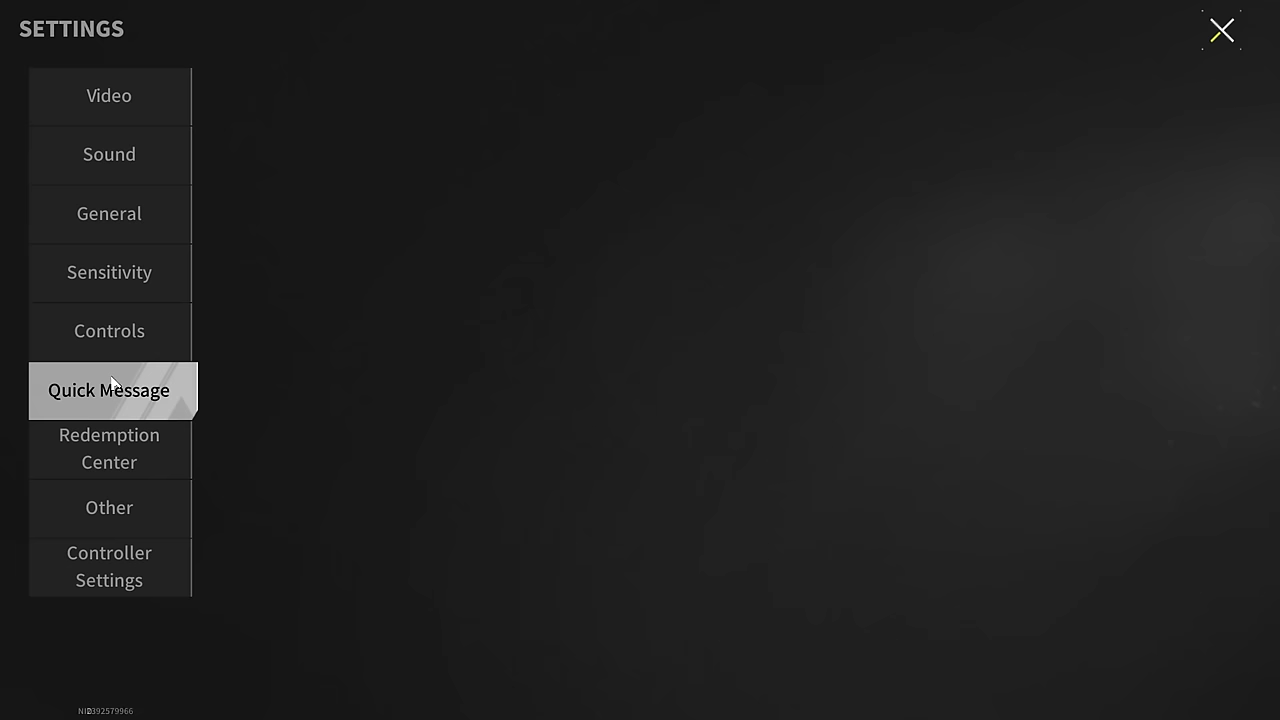 SETTINGS
Video
Sound
General
Sensitivity
Controls
Quick Message
Redemption
Center
Other
Controller
Settings